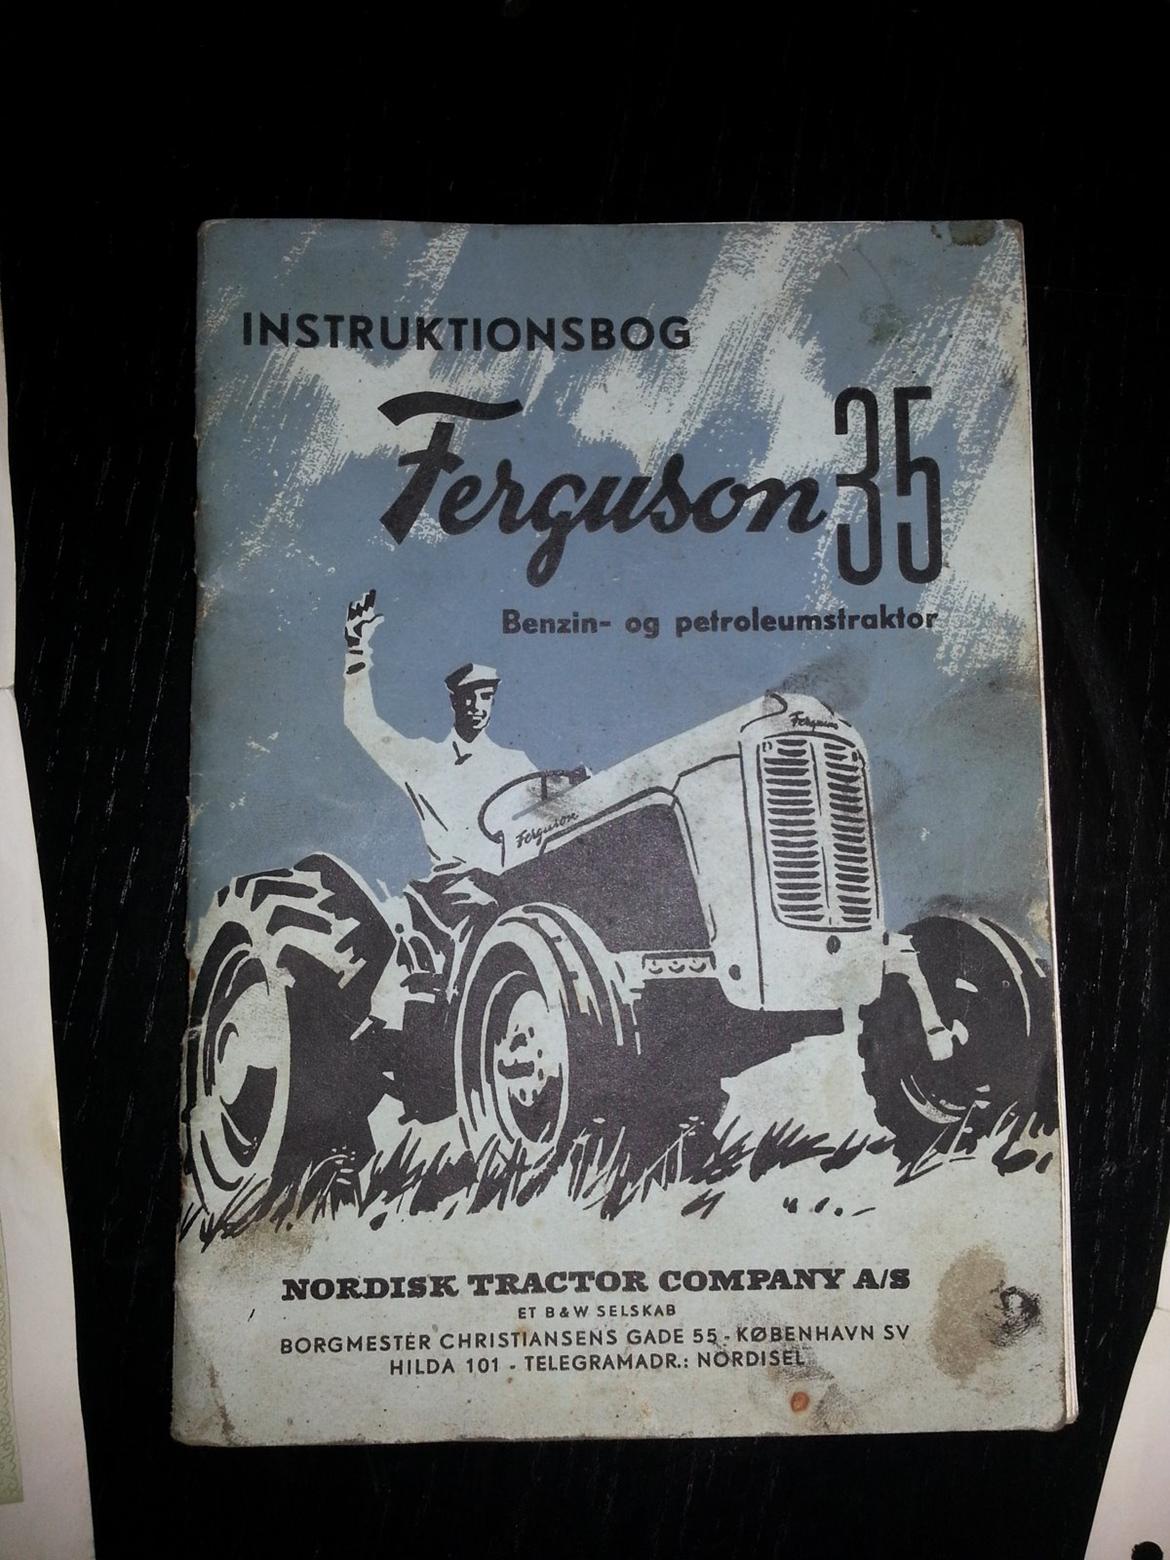 INSTRUKTIONSBOG
Ferguson 35
Benzin- og petroleumstraktor
Ferguson
Ferguson
NORDISK TRACTOR COMPANY A/S
ET B & W SELSKAB
BORGMESTER CHRISTIANSENS GADE 55 - KØBENHAVN SV
HILDA 101 - TELEGRAMADR.: NORDISEL